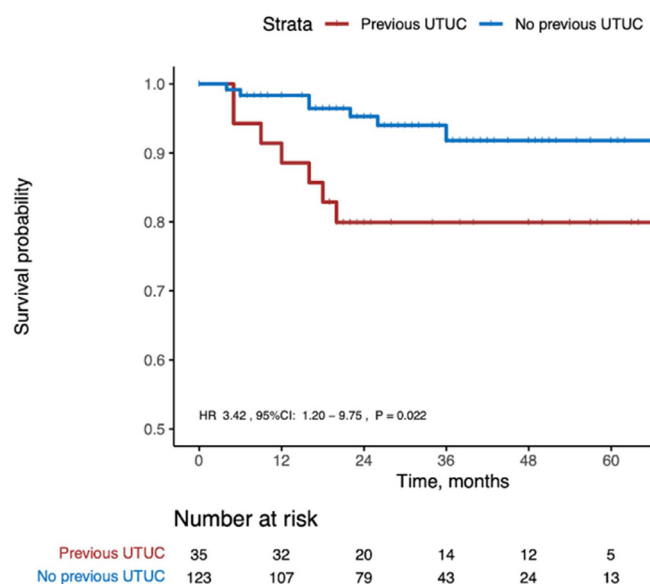 Strata Previous UTUC No previous UTUC
Survival probability
1.0
0.9
0.8
0.7
0.6
0.5
HR 3.42 , 95%CI: 1.20 – 9.75 , P = 0.022
0 12 24 36 48 60
Time, months
Number at risk
Previous UTUC 35 32 20 14 12 5
No previous UTUC 123 107 79 43 24 13